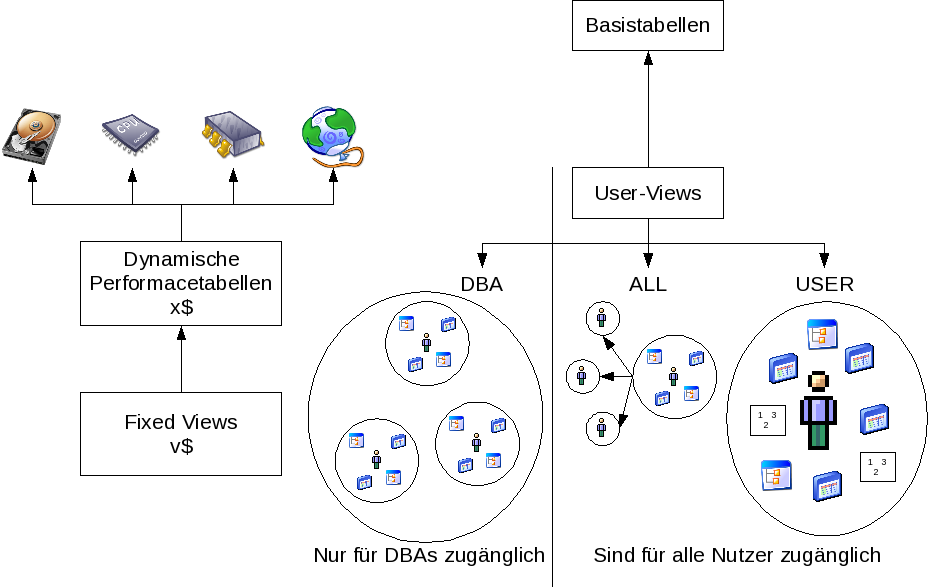 Basistabellen
CPU
User-Views
Dynamische
Performacetabellen
x$
DBA
ALL
USER
Fixed Views
v$
1 3
2
1 3
2
Nur für DBAs zugänglich
Sind für alle Nutzer zugänglich